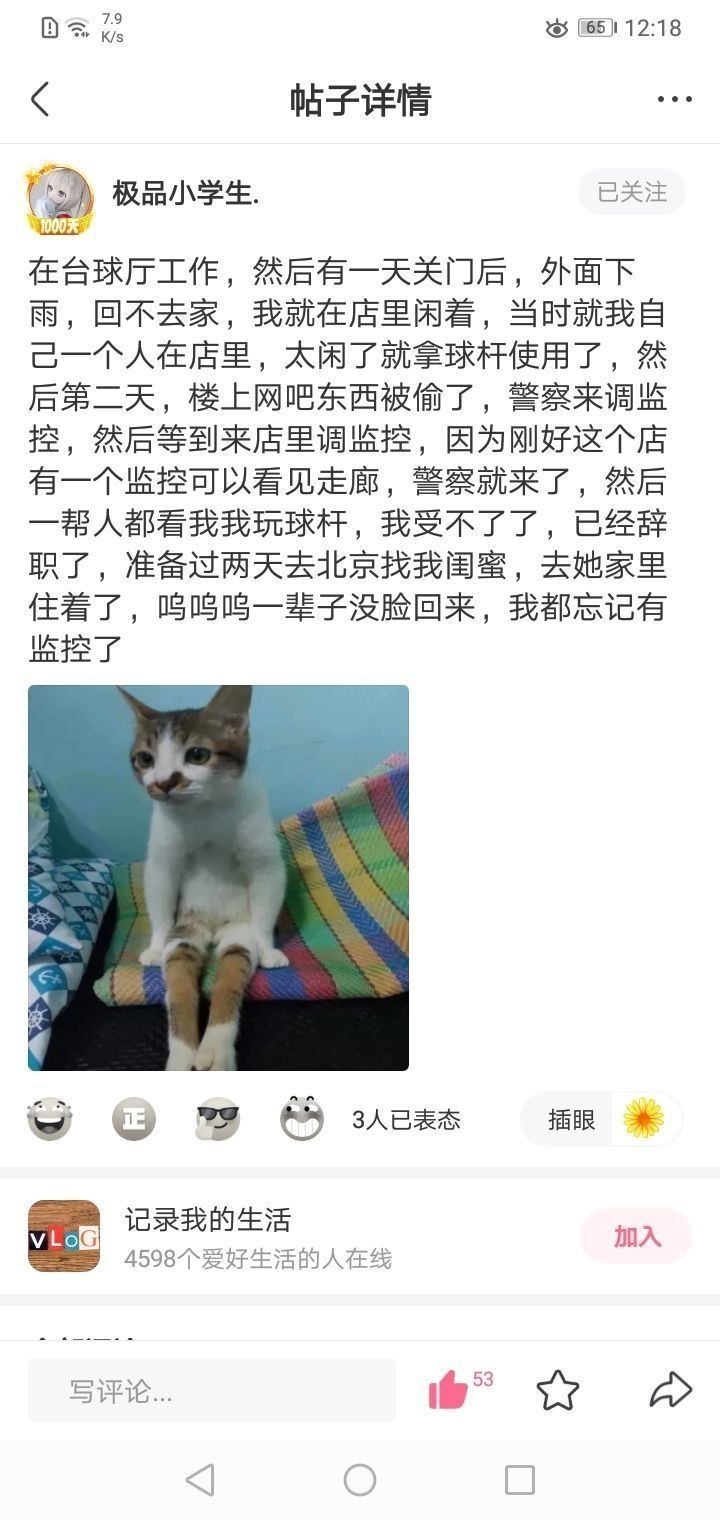 7.9
K/s
65
12:18
帖子详情
极品小学生.
1000天
已关注
在台球厅工作，然后有一天关门后，外面下
雨，回不去家，我就在店里闲着，当时就我自
己一个人在店里，太闲了就拿球杆使用了，然
后第二天，楼上网吧东西被偷了，警察来调监
控，然后等到来店里调监控，因为刚好这个店
有一个监控可以看见走廊，警察就来了，然后
一帮人都看我我玩球杆，我受不了了，已经辞
职了，准备过两天去北京找我闺蜜，去她家里
住着了，呜呜呜一辈子没脸回来，我都忘记有
监控了
正
3人已表态
插眼
VLOG
记录我的生活
4598个爱好生活的人在线
加入
写评论...
53